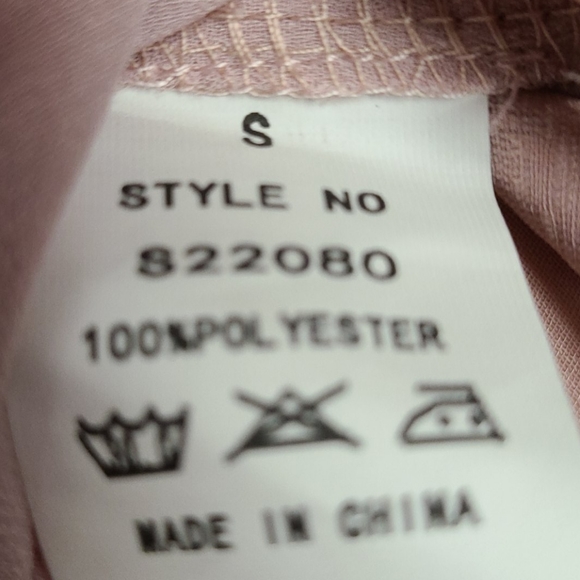 S
STYLE NO
S22080
100%POLYESTER
MADE IN CHINA